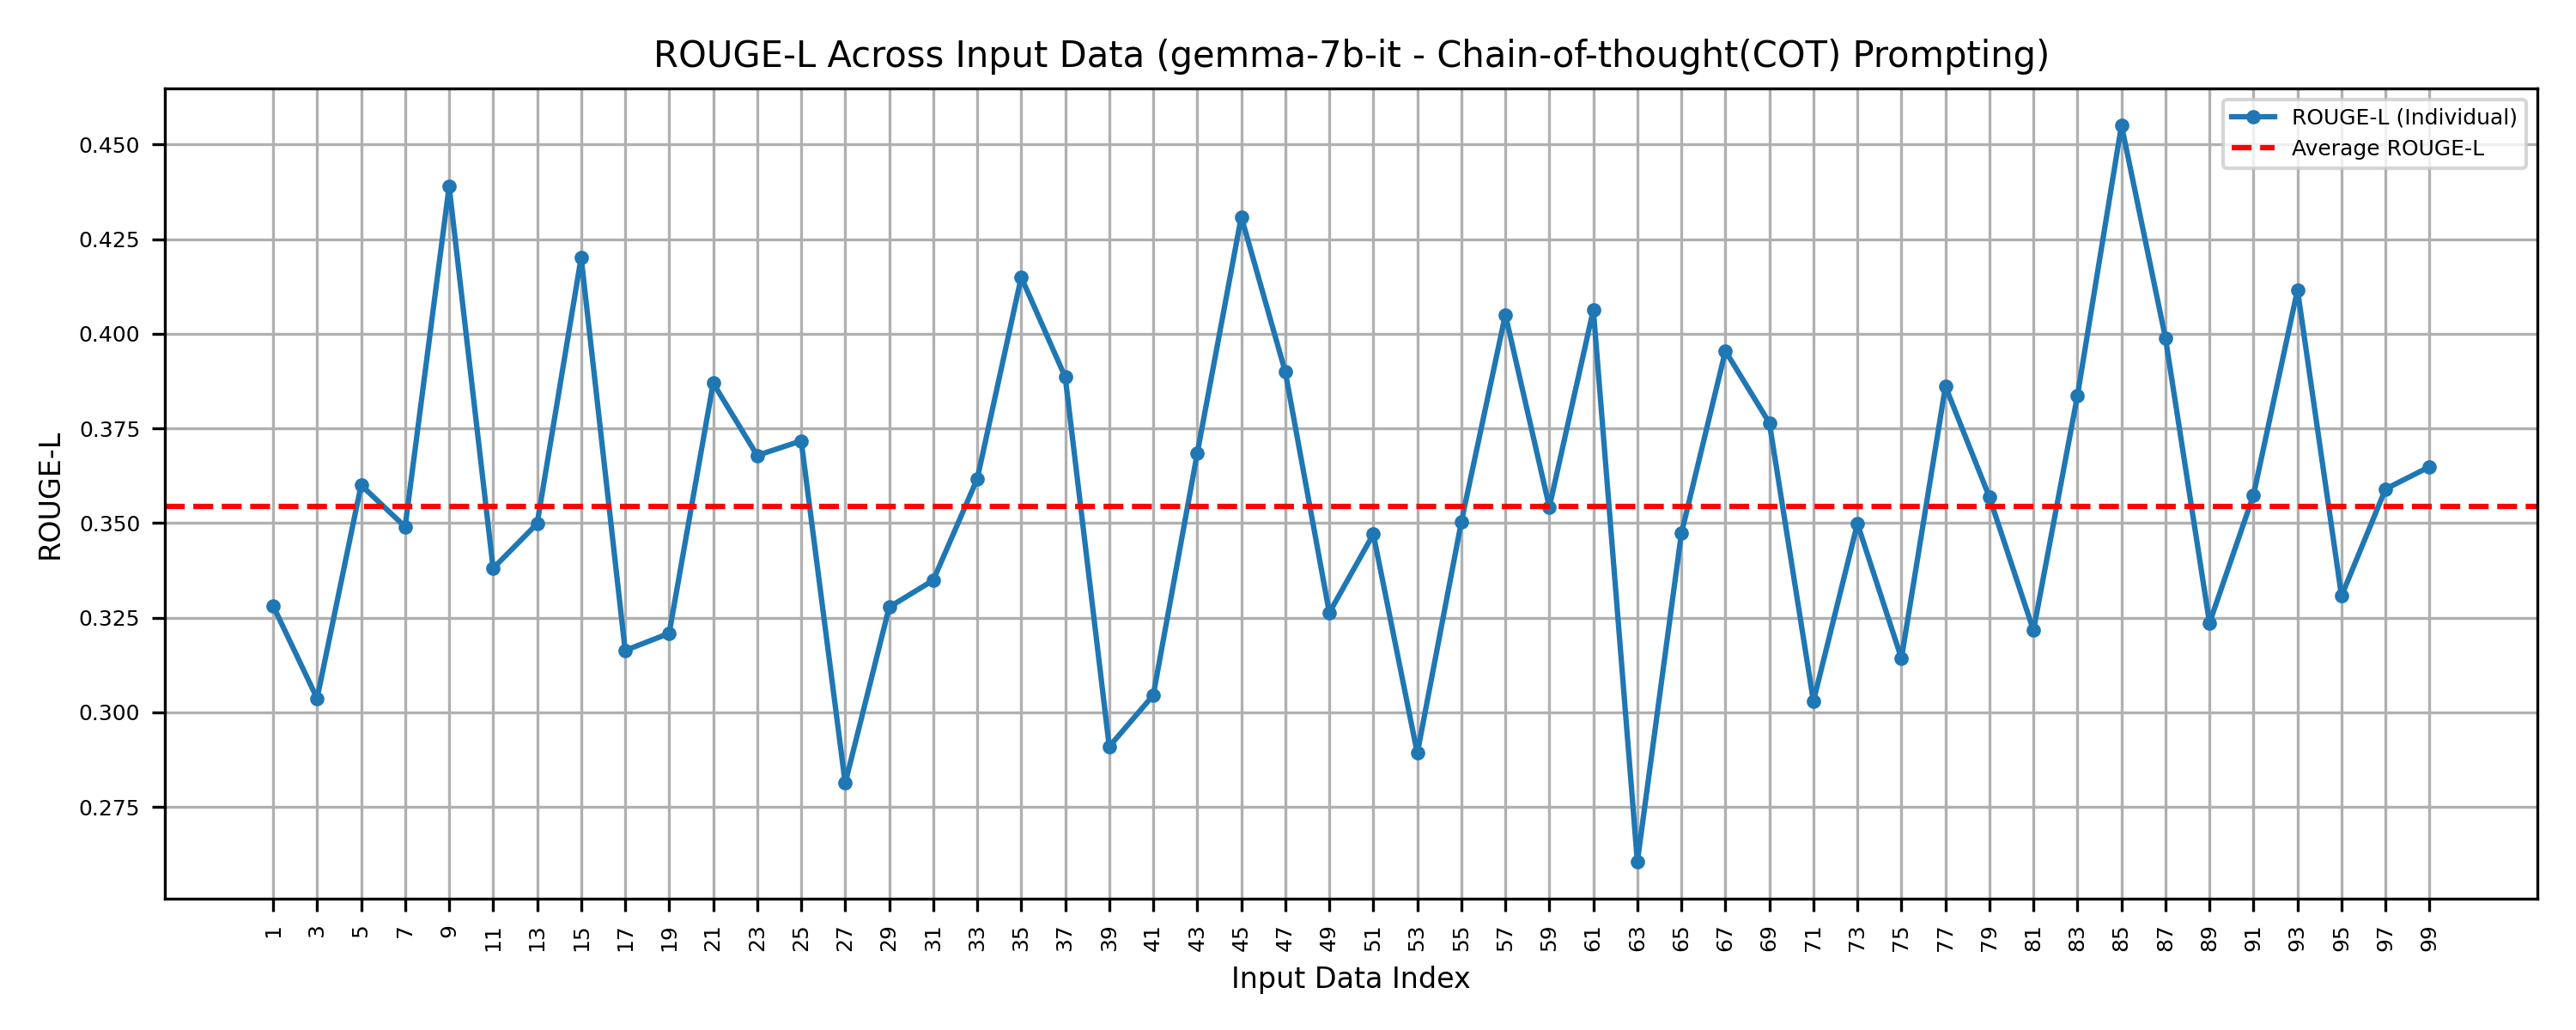 ROUGE-L Across Input Data (gemma-7b-it - Chain-of-thought(COT) Prompting)
ROUGE-L (Individual)
Average ROUGE-L
ROUGE-L
0.450
0.425
0.400
0.375
0.350
0.325
0.300
0.275
1 3 5 7 9 11 13 15 17 19 21 23 25 27 29 31 33 35 37 39 41 43 45 47 49 51 53 55 57 59 61 63 65 67 69 71 73 75 77 79 81 83 85 87 89 91 93 95 97 99
Input Data Index